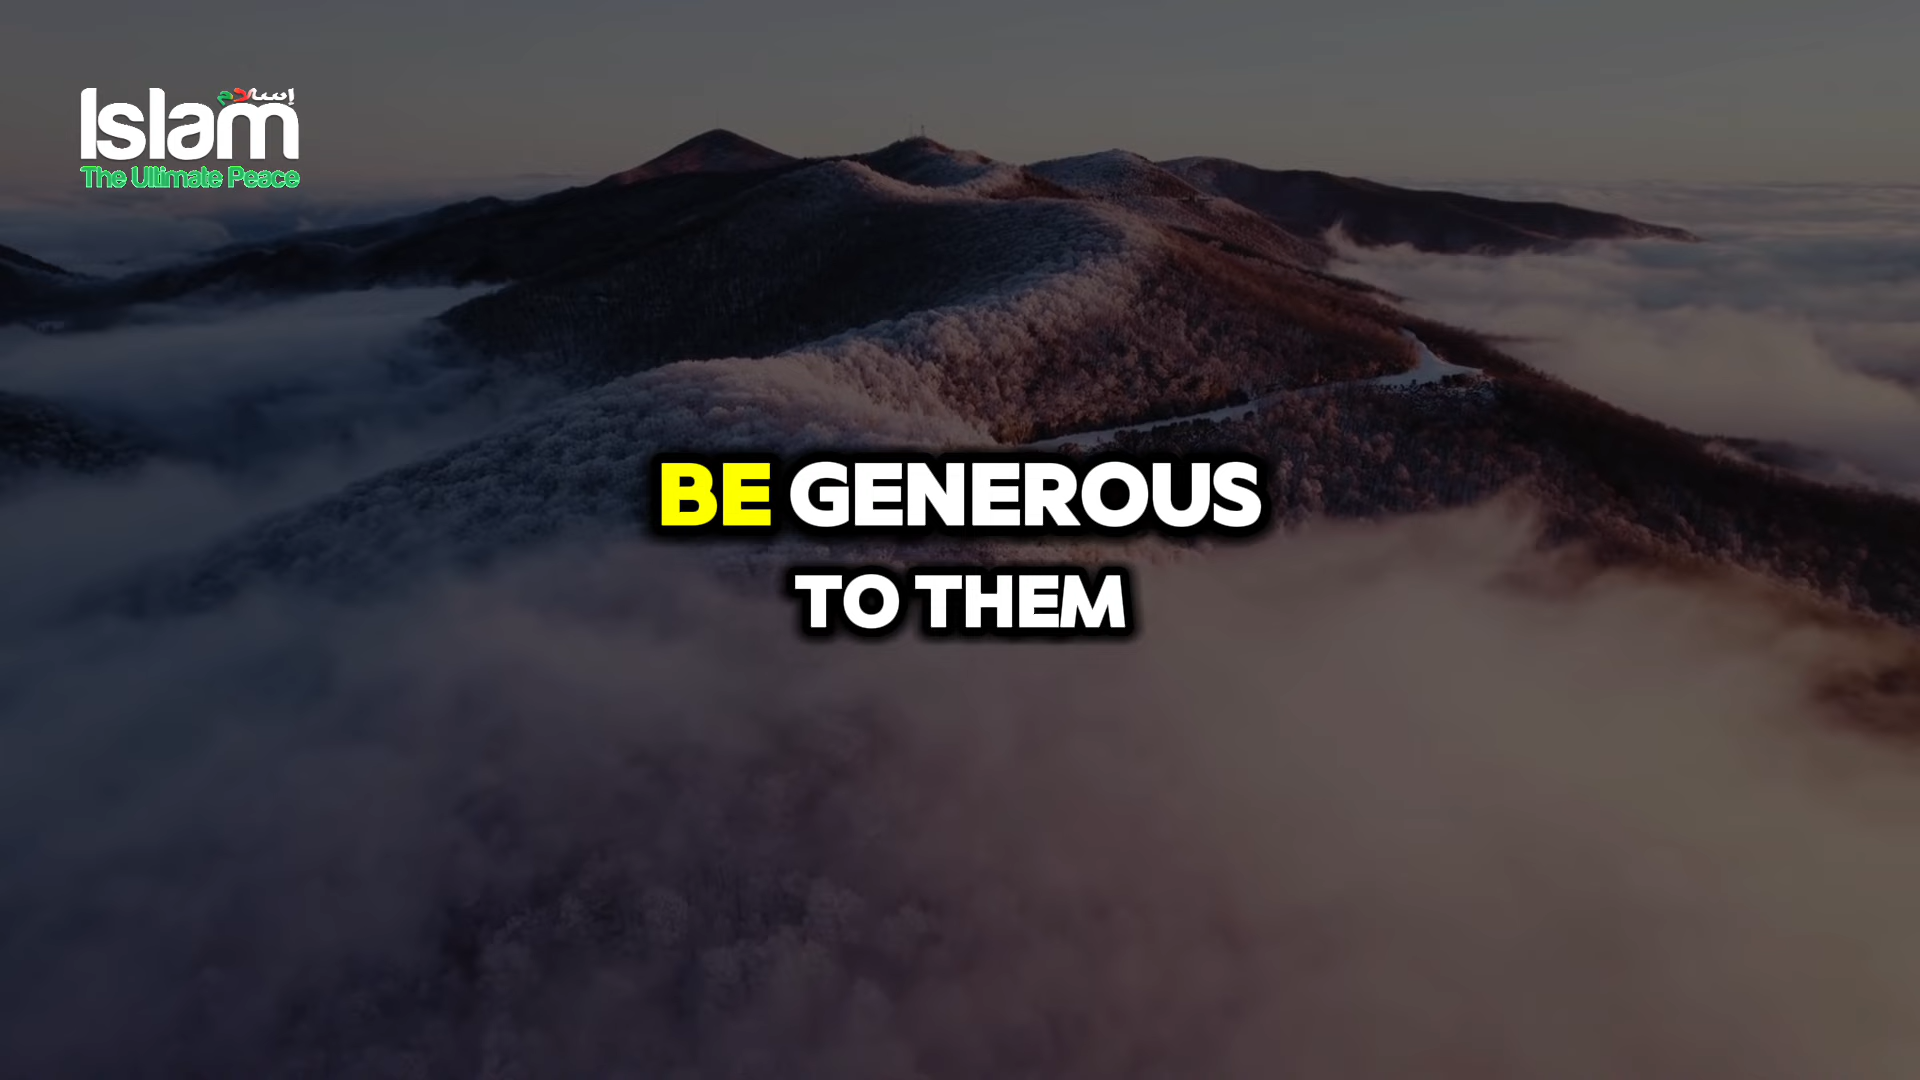 إسلام
Islam
The Ultimate Peace
BE GENEROUS
TO THEM